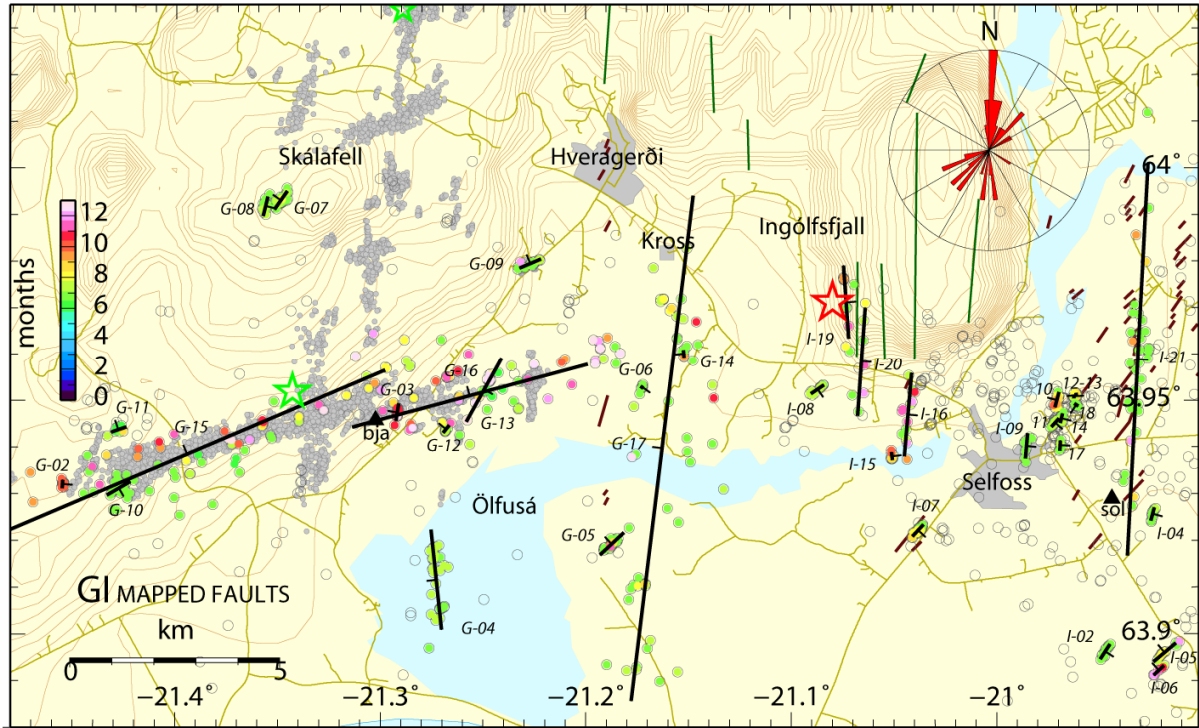 N
Skálafell
Hveragerði
64°
12
10
8
6
4
2
0
months
G-08
G-07
Kross
Ingólfsfjall
G-09
I-19
I-20
I-21
G-14
G-06
G-16
G-03
bja
G-13
G-12
G-11
G-15
G-02
G-10
I-08
I-16
I-15
10
12
13
63.95°
I-09
11
18
14
17
G-17
Selfoss
sol
Ölfusá
I-07
I-04
G-05
GI MAPPED FAULTS
km
0
5
G-04
I-02
63.9°
I-05
I-06
−21.4°
−21.3°
−21.2°
−21.1°
−21°